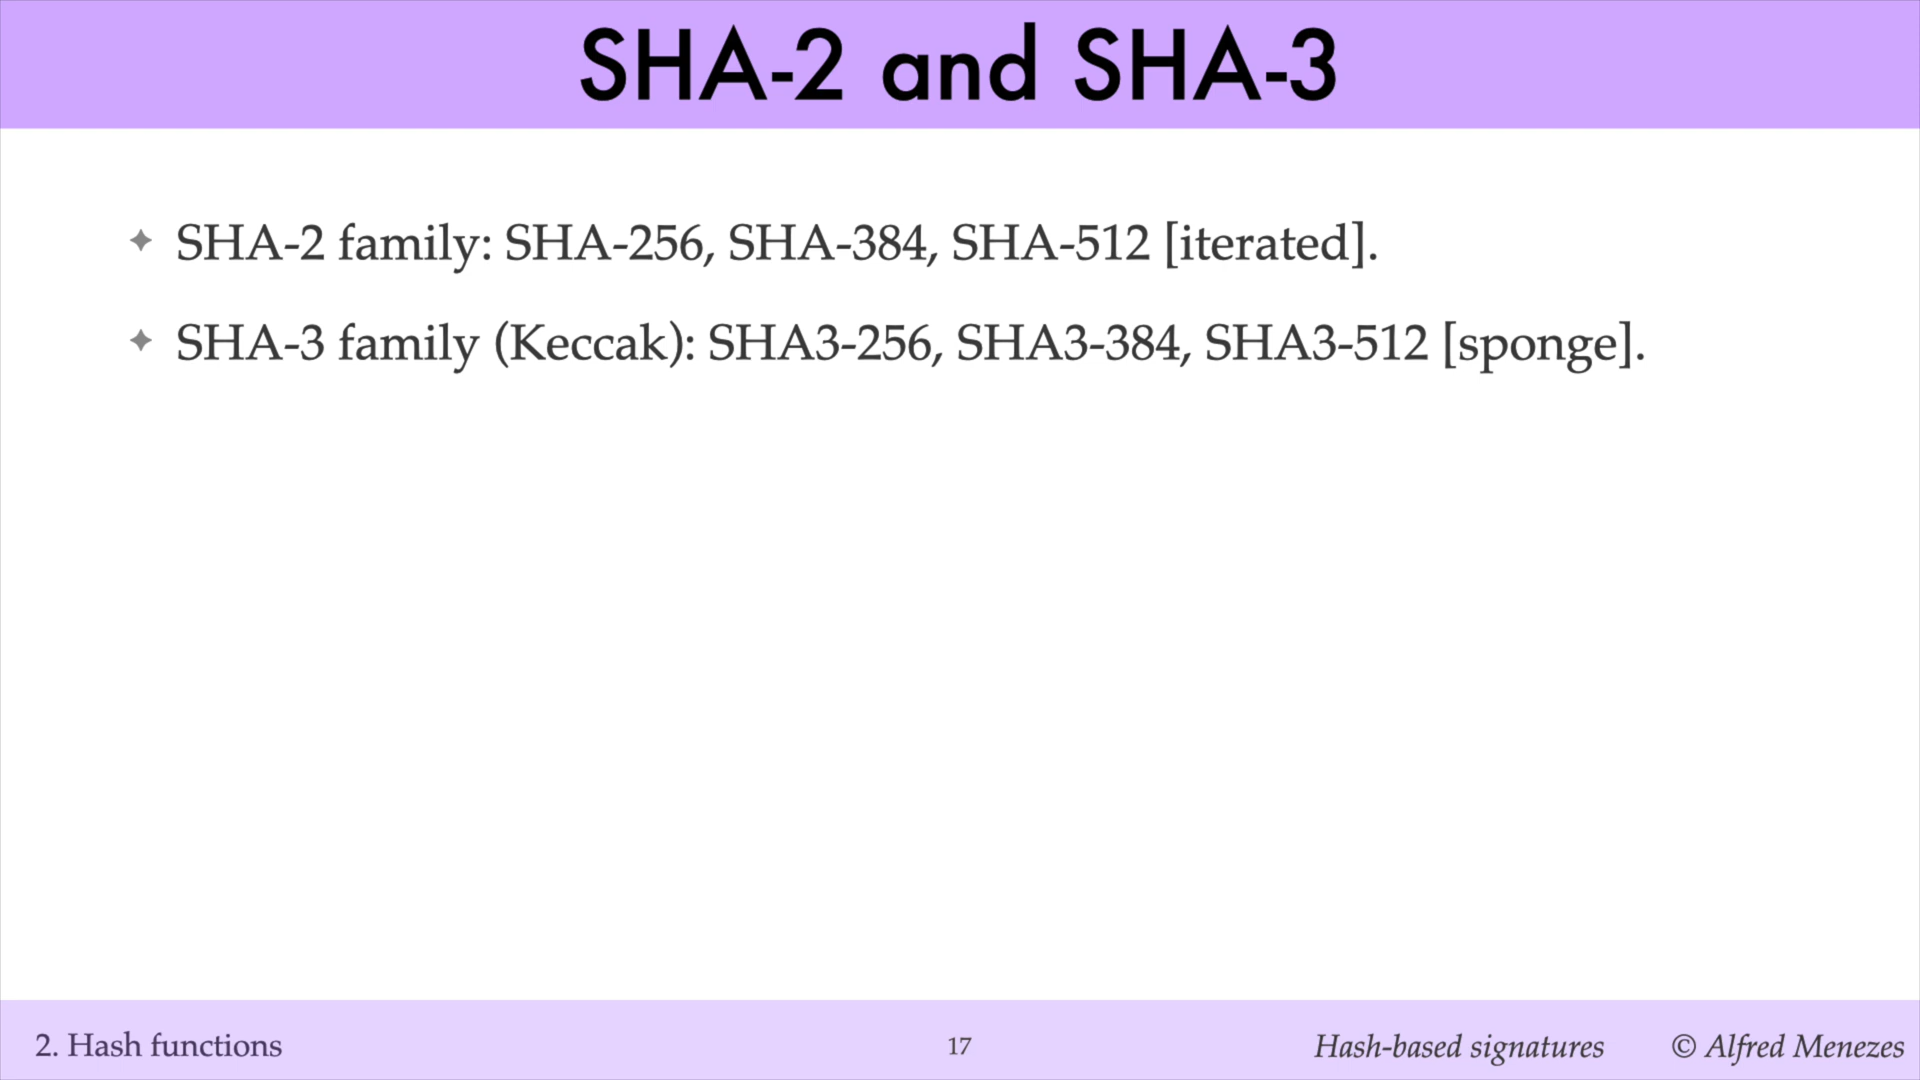 SHA-2 and SHA-3
✦ SHA-2 family: SHA-256, SHA-384, SHA-512 [iterated].
✦ SHA-3 family (Keccak): SHA3-256, SHA3-384, SHA3-512 [sponge].
2. Hash functions 17 Hash-based signatures © Alfred Menezes